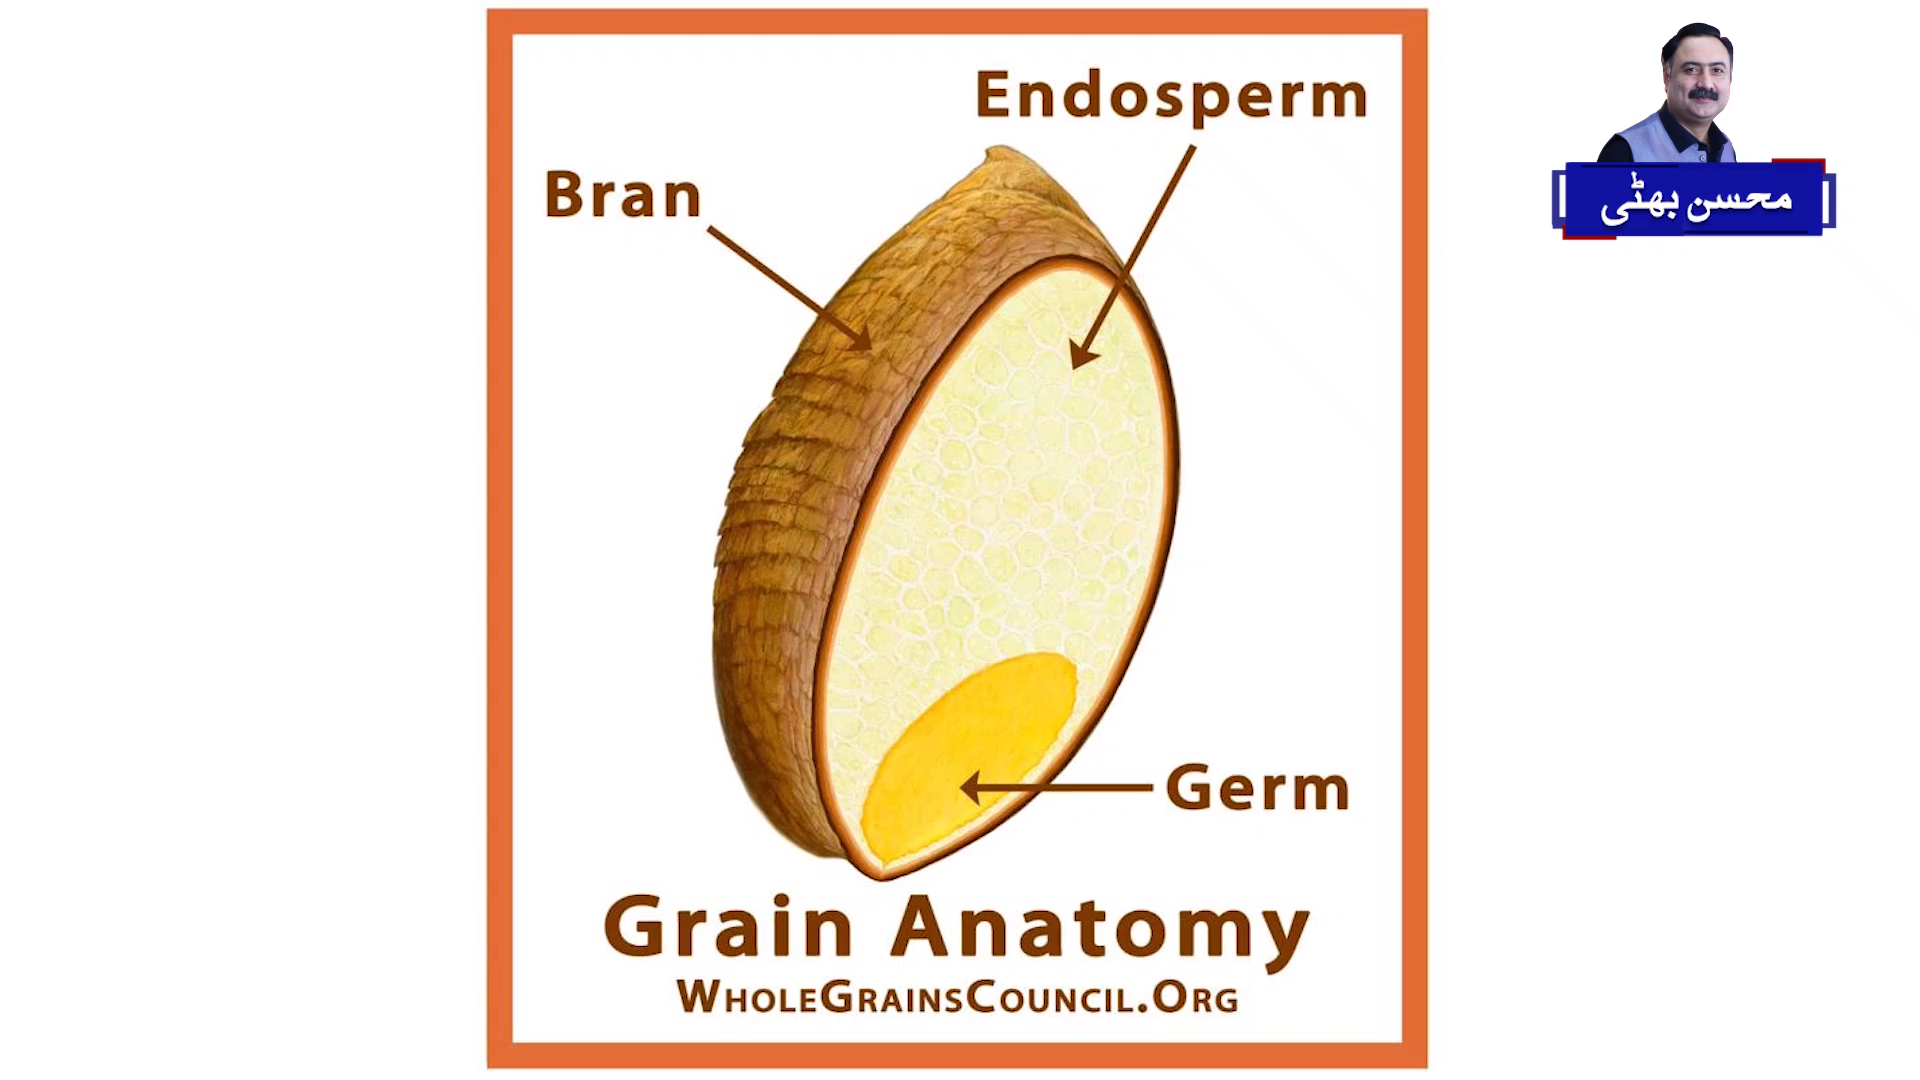 Endosperm
Bran
محسن بھٹی
Germ
Grain Anatomy
WholeGrainsCouncil.Org